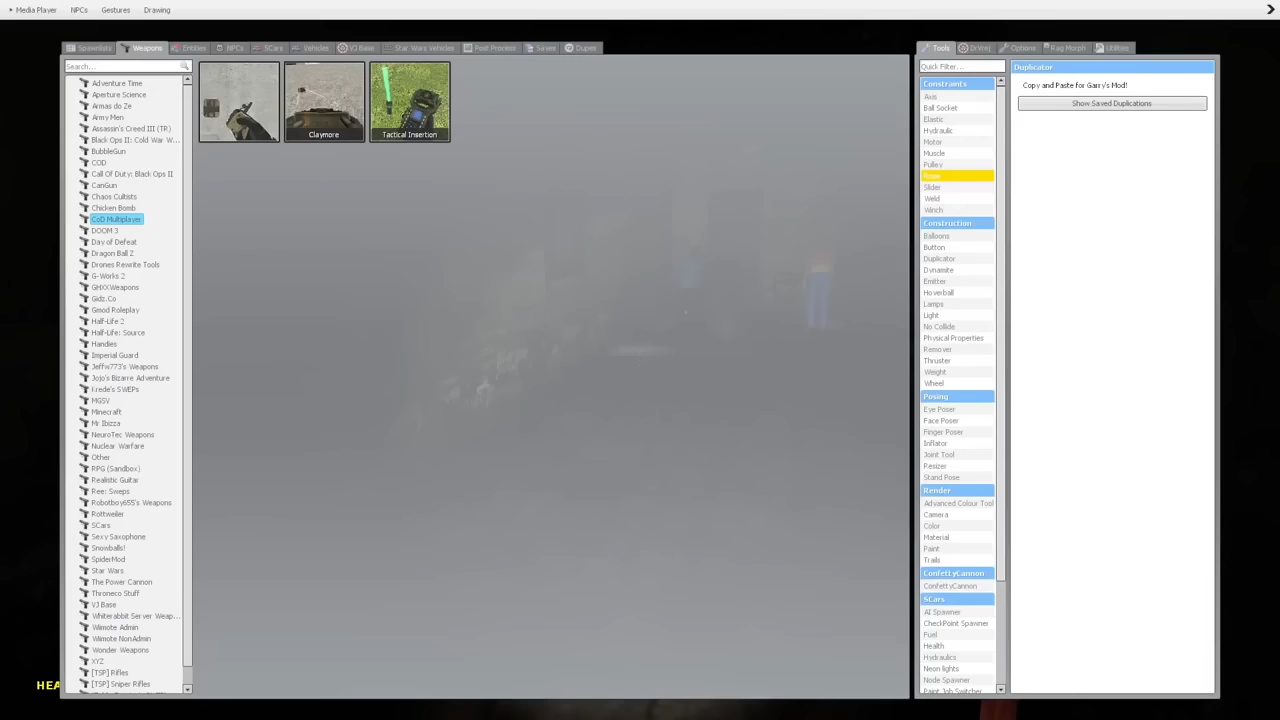 Media Player NPCs Gestures Drawing
Spawnlists Weapons Entities NPCs SCars Vehicles VJ Base Star Wars Vehicles Post Process Saves Dupes
Search...
Adventure Time
Aperture Science
Armas do Ze
Army Men
Assassin's Creed III (TR)
Black Ops II: Cold War W...
BubbleGun
COD
Call Of Duty: Black Ops II
CanGun
Chaos Cultists
Chicken Bomb
CoD Multiplayer
DOOM 3
Day of Defeat
Dragon Ball Z
Drones Rewrite Tools
G-Works 2
GHXXWeapons
Gidz.Co
Gmod Roleplay
Half-Life 2
Half-Life: Source
Handies
Imperial Guard
Jeffw773's Weapons
Jojo's Bizarre Adventure
Krede's SWEPs
MGSV
Minecraft
Mr Ibizza
NeuroTec Weapons
Nuclear Warfare
Other
RPG (Sandbox)
Realistic Guitar
Ree: Sweps
Robotboy655's Weapons
Rottweiler
SCars
Sexy Saxophone
Snowballs!
SpiderMod
Star Wars
The Power Cannon
Throneco Stuff
VJ Base
Whiterabbit Server Weap...
Wiimote Admin
Wiimote NonAdmin
Wonder Weapons
XYZ
[TSP] Rifles
[TSP] Sniper Rifles
Claymore
Tactical Insertion
HEA
Tools Options Rag Morph Utilities
Quick Filter...
Constraints
Axis
Ball Socket
Elastic
Hydraulic
Motor
Muscle
Pulley
Rope
Slider
Weld
Winch
Construction
Balloons
Button
Duplicator
Dynamite
Emitter
Hoverball
Lamps
Light
No Collide
Physical Properties
Remover
Thruster
Weight
Wheel
Posing
Eye Poser
Face Poser
Finger Poser
Inflator
Joint Tool
Resizer
Stand Pose
Render
Advanced Colour Tool
Camera
Color
Material
Paint
Trails
ConfettyCannon
ConfettyCannon
SCars
AI Spawner
CheckPoint Spawner
Fuel
Health
Hydraulics
Neon lights
Node Spawner
Paint Job Switcher
Duplicator
Copy and Paste for Garry's Mod!
Show Saved Duplications